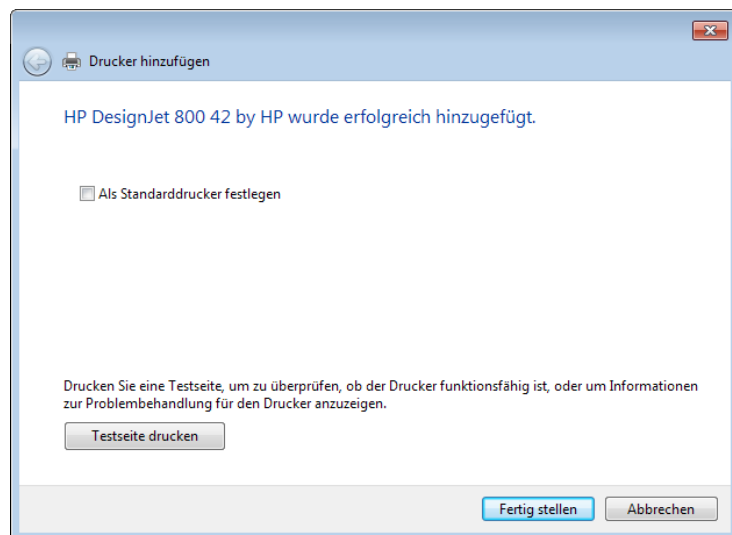 Drucker hinzufügen
HP DesignJet 800 42 by HP wurde erfolgreich hinzugefügt.
Als Standarddrucker festlegen
Drucken Sie eine Testseite, um zu überprüfen, ob der Drucker funktionsfähig ist, oder um Informationen
zur Problembehandlung für den Drucker anzuzeigen.
Testseite drucken
Fertig stellen
Abbrechen